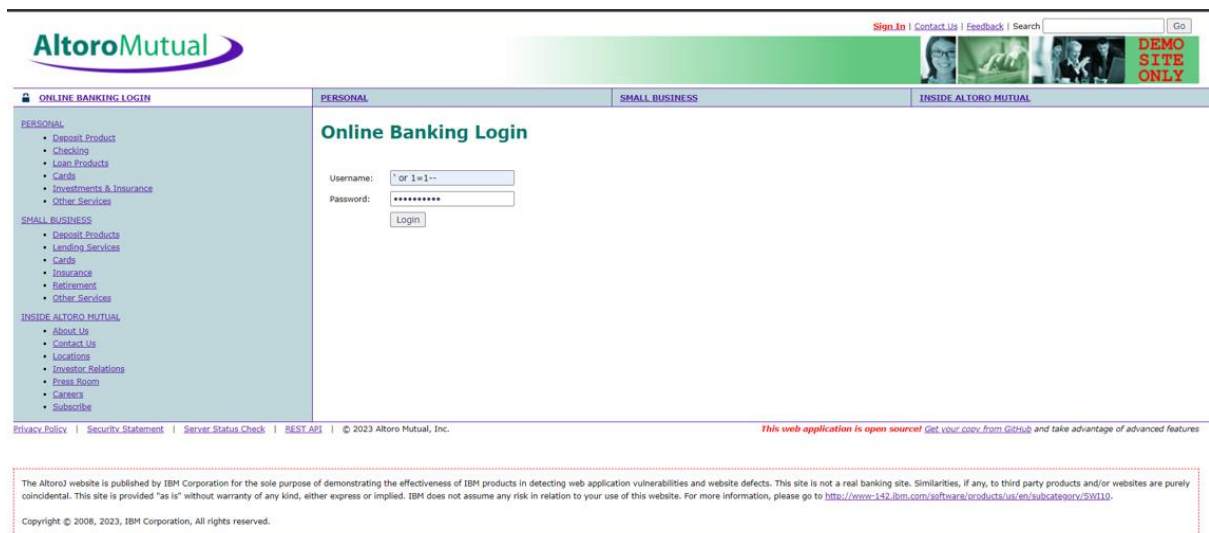 Sign In | Contact Us | Feedback | Search Go
AltoroMutual
DEMO
SITE
ONLY
ONLINE BANKING LOGIN
PERSONAL
SMALL BUSINESS
INSIDE ALTORO MUTUAL
PERSONAL
• Deposit Product
• Checking
• Loan Products
• Cards
• Investments & Insurance
• Other Services
SMALL BUSINESS
• Deposit Products
• Lending Services
• Cards
• Insurance
• Retirement
• Other Services
INSIDE ALTORO MUTUAL
• About Us
• Contact Us
• Locations
• Investor Relations
• Press Room
• Careers
• Subscribe
Online Banking Login
Username: ' or 1=1--
Password: ••••••••••
Login
Privacy Policy | Security Statement | Server Status Check | REST API | © 2023 Altoro Mutual, Inc.
This web application is open source! Get your copy from GitHub and take advantage of advanced features
The AltoroJ website is published by IBM Corporation for the sole purpose of demonstrating the effectiveness of IBM products in detecting web application vulnerabilities and website defects. This site is not a real banking site. Similarities, if any, to third party products and/or websites are purely
coincidental. This site is provided "as is" without warranty of any kind, either express or implied. IBM does not assume any risk in relation to your use of this website. For more information, please go to http://www-142.ibm.com/software/products/us/en/subcategory/SWI10.
Copyright © 2008, 2023, IBM Corporation, All rights reserved.